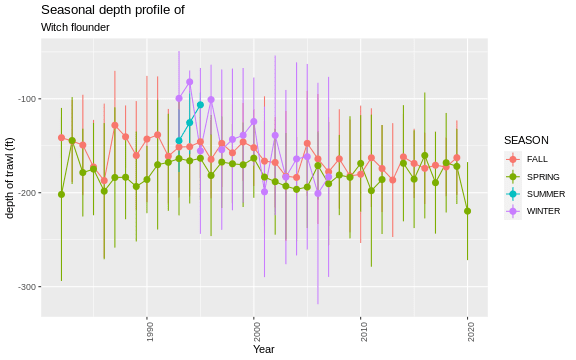 Seasonal depth profile of
Witch flounder
depth of trawl (ft)
-100
-200
-300
1990
2000
2010
2020
Year
SEASON
FALL
SPRING
SUMMER
WINTER